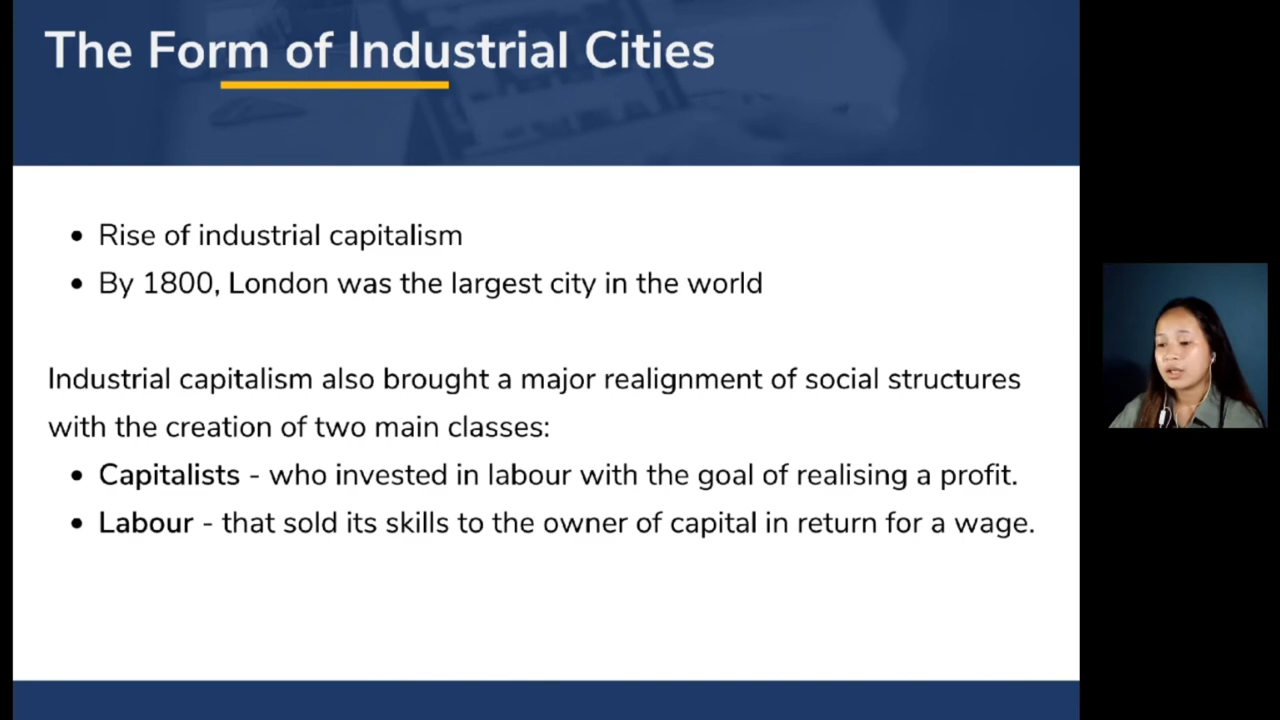 The Form of Industrial Cities
• Rise of industrial capitalism
• By 1800, London was the largest city in the world
Industrial capitalism also brought a major realignment of social structures
with the creation of two main classes:
• Capitalists - who invested in labour with the goal of realising a profit.
• Labour - that sold its skills to the owner of capital in return for a wage.